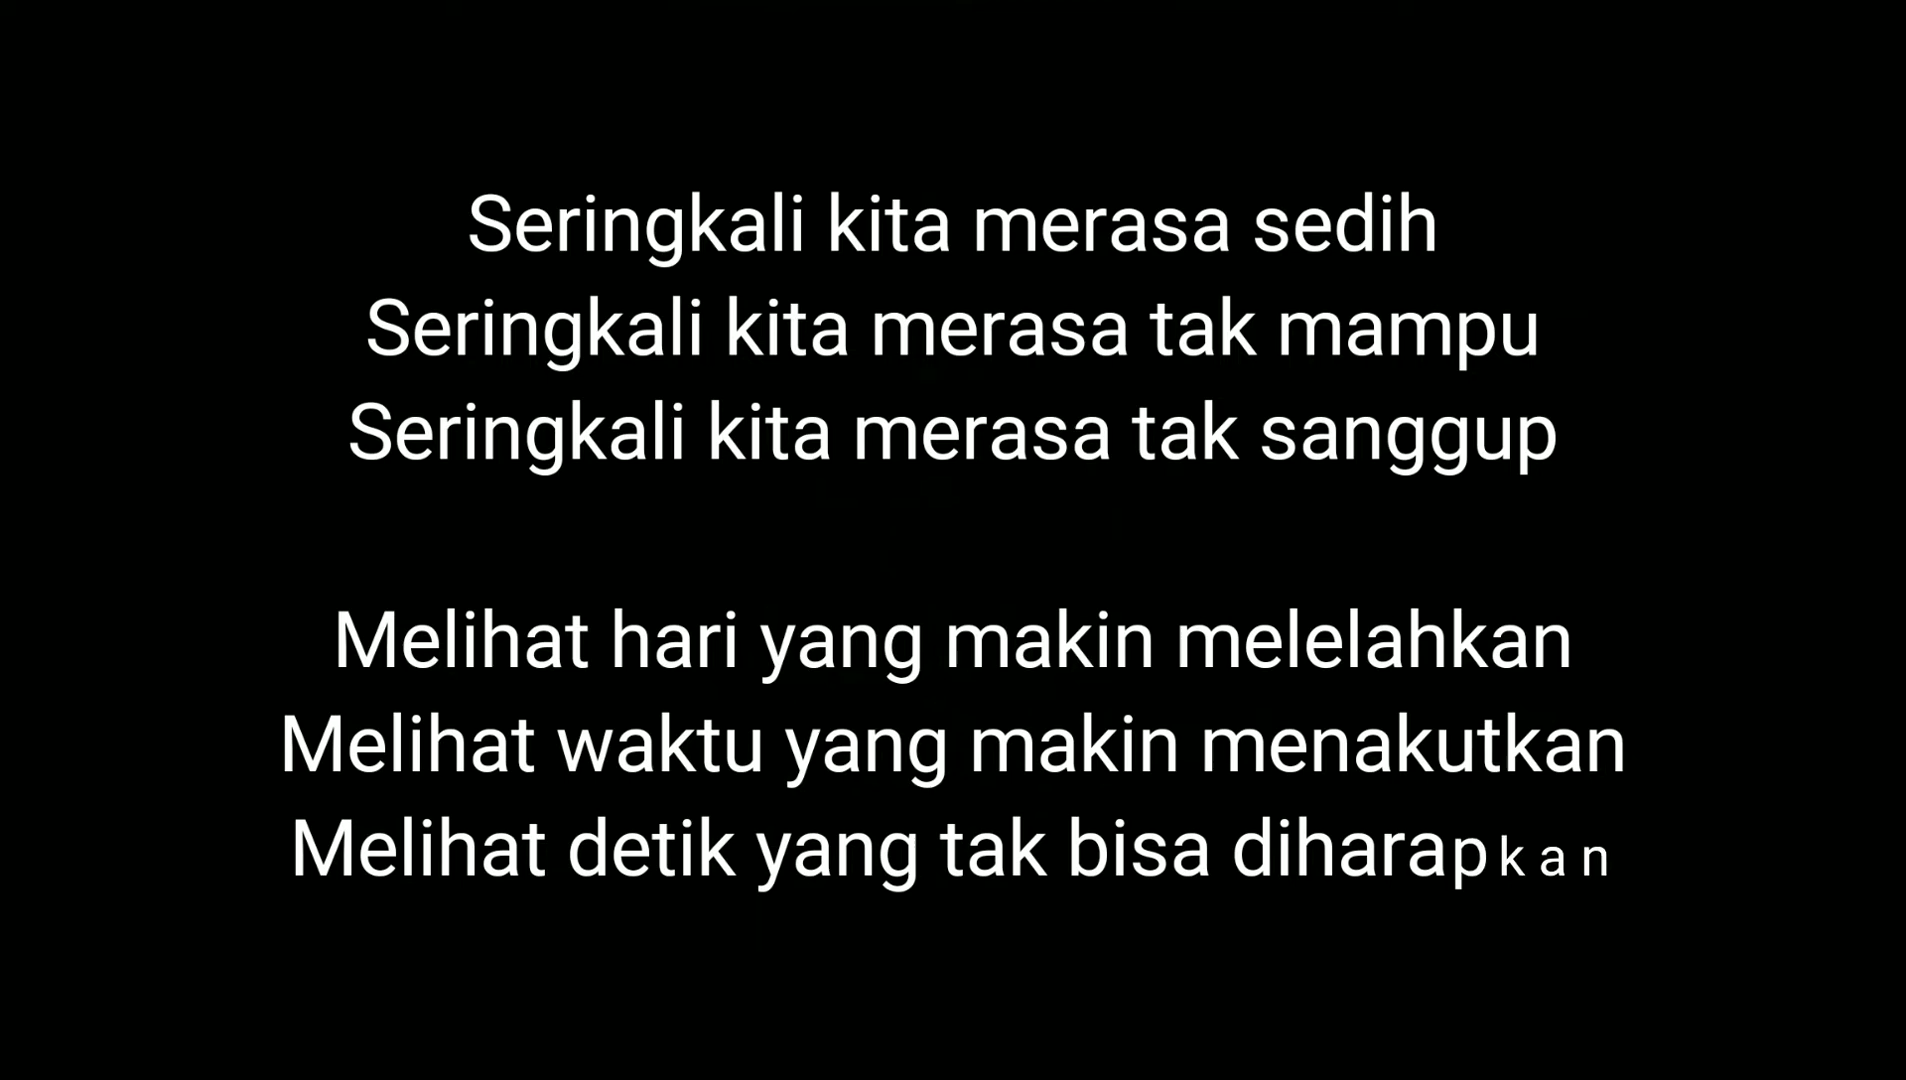 Seringkali kita merasa sedih
Seringkali kita merasa tak mampu
Seringkali kita merasa tak sanggup
Melihat hari yang makin melelahkan
Melihat waktu yang makin menakutkan
Melihat detik yang tak bisa diharapkan